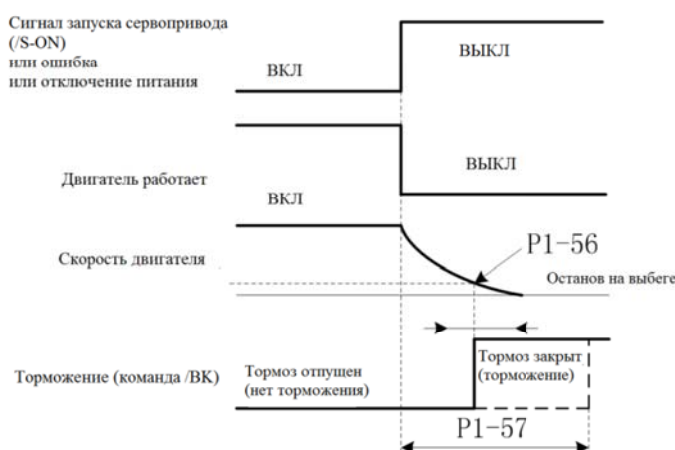 Сигнал запуска сервопривода
(/S-ON)
или ошибка
или отключение питания
ВКЛ
ВЫКЛ
Двигатель работает
ВКЛ
ВЫКЛ
Скорость двигателя
P1-56
Останов на выбеге
Торможение (команда /BK)
Тормоз отпущен
(нет торможения)
Тормоз закрыт
(торможение)
P1-57